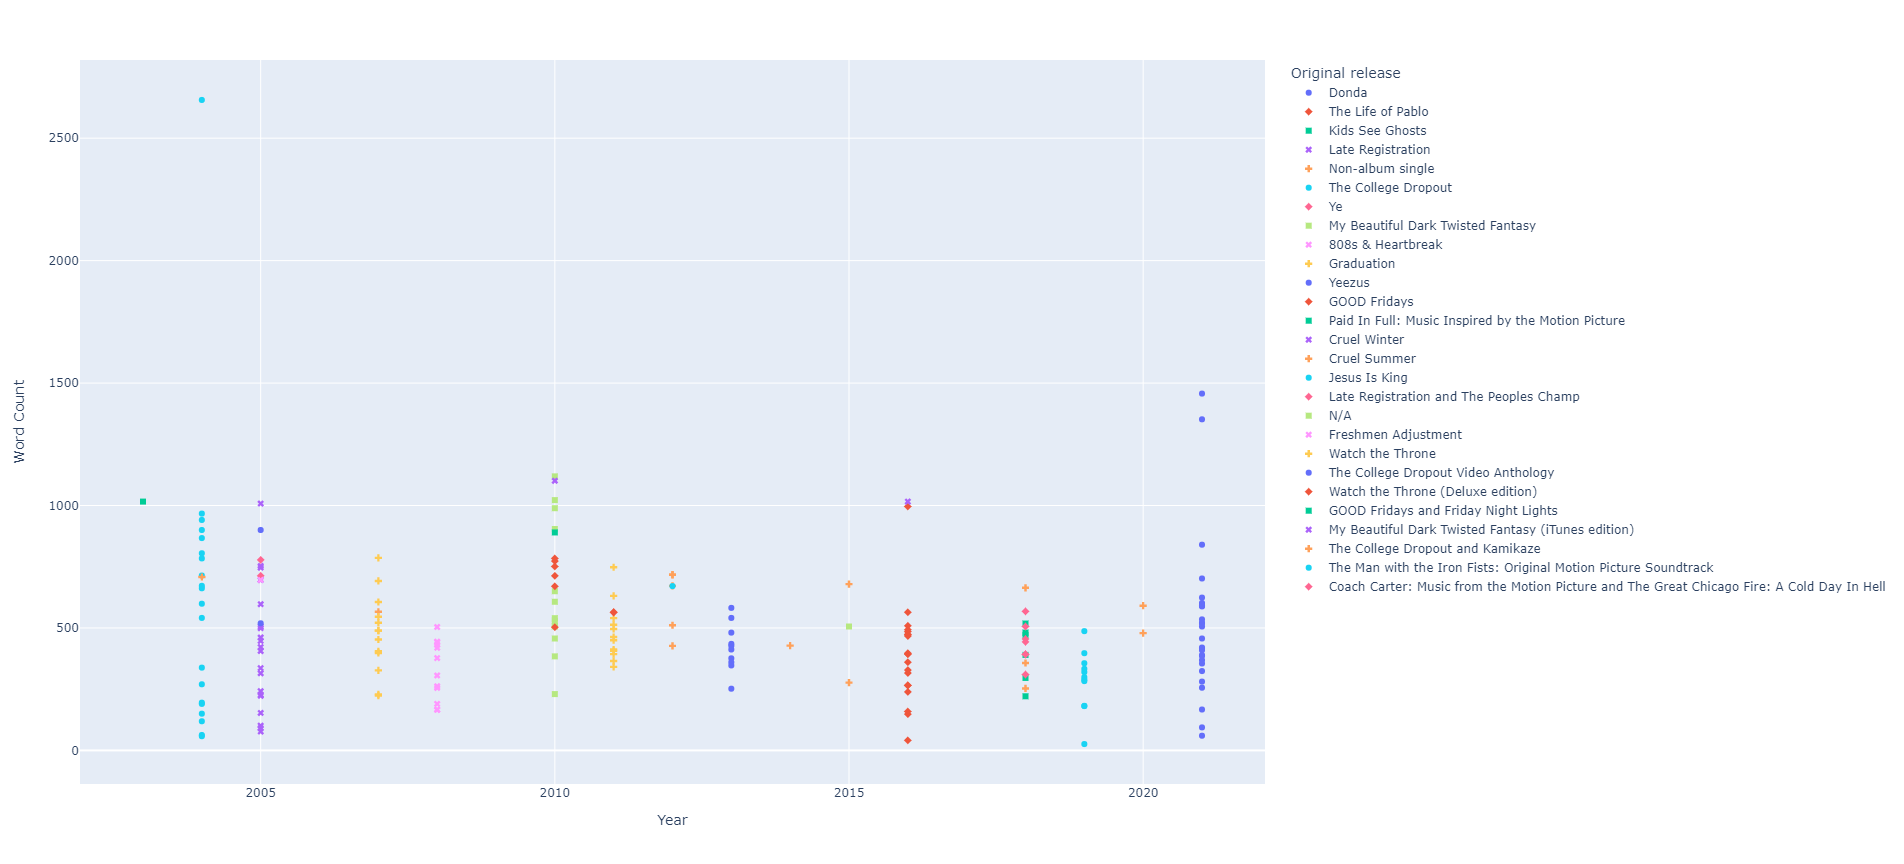 Original release
Donda
The Life of Pablo
Kids See Ghosts
Late Registration
Non-album single
The College Dropout
Ye
My Beautiful Dark Twisted Fantasy
808s & Heartbreak
Graduation
Yeezus
GOOD Fridays
Paid In Full: Music Inspired by the Motion Picture
Cruel Winter
Cruel Summer
Jesus Is King
Late Registration and The Peoples Champ
N/A
Freshmen Adjustment
Watch the Throne
The College Dropout Video Anthology
Watch the Throne (Deluxe edition)
GOOD Fridays and Friday Night Lights
My Beautiful Dark Twisted Fantasy (iTunes edition)
The College Dropout and Kamikaze
The Man with the Iron Fists: Original Motion Picture Soundtrack
Coach Carter: Music from the Motion Picture and The Great Chicago Fire: A Cold Day In Hell
2500
2000
1500
1000
500
0
Word Count
2005 2010 2015 2020
Year